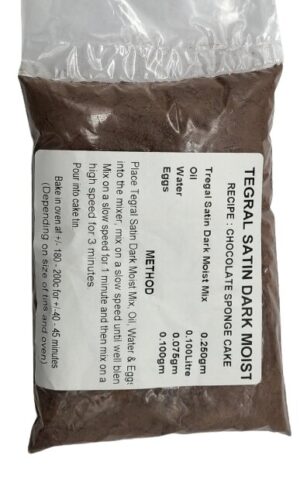 TEGRAL SATIN DARK MOIST
RECIPE : CHOCOLATE SPONGE CAKE
Tregal Satin Dark Moist Mix 0.250gm
Oil 0.100Litre
Water 0.075gm
Eggs 0.100gm
METHOD
Place Tegral Satin Dark Moist Mix, Oil, Water & Eggs
into the mixer, mix on a slow speed until well blen
Mix on a slow speed for 1 minute and then mix on a
high speed for 3 minutes.
Pour into cake tin
Bake in oven at +/- 180 - 200c for +/- 40 - 45 minutes
(Depending on size of tins and oven)